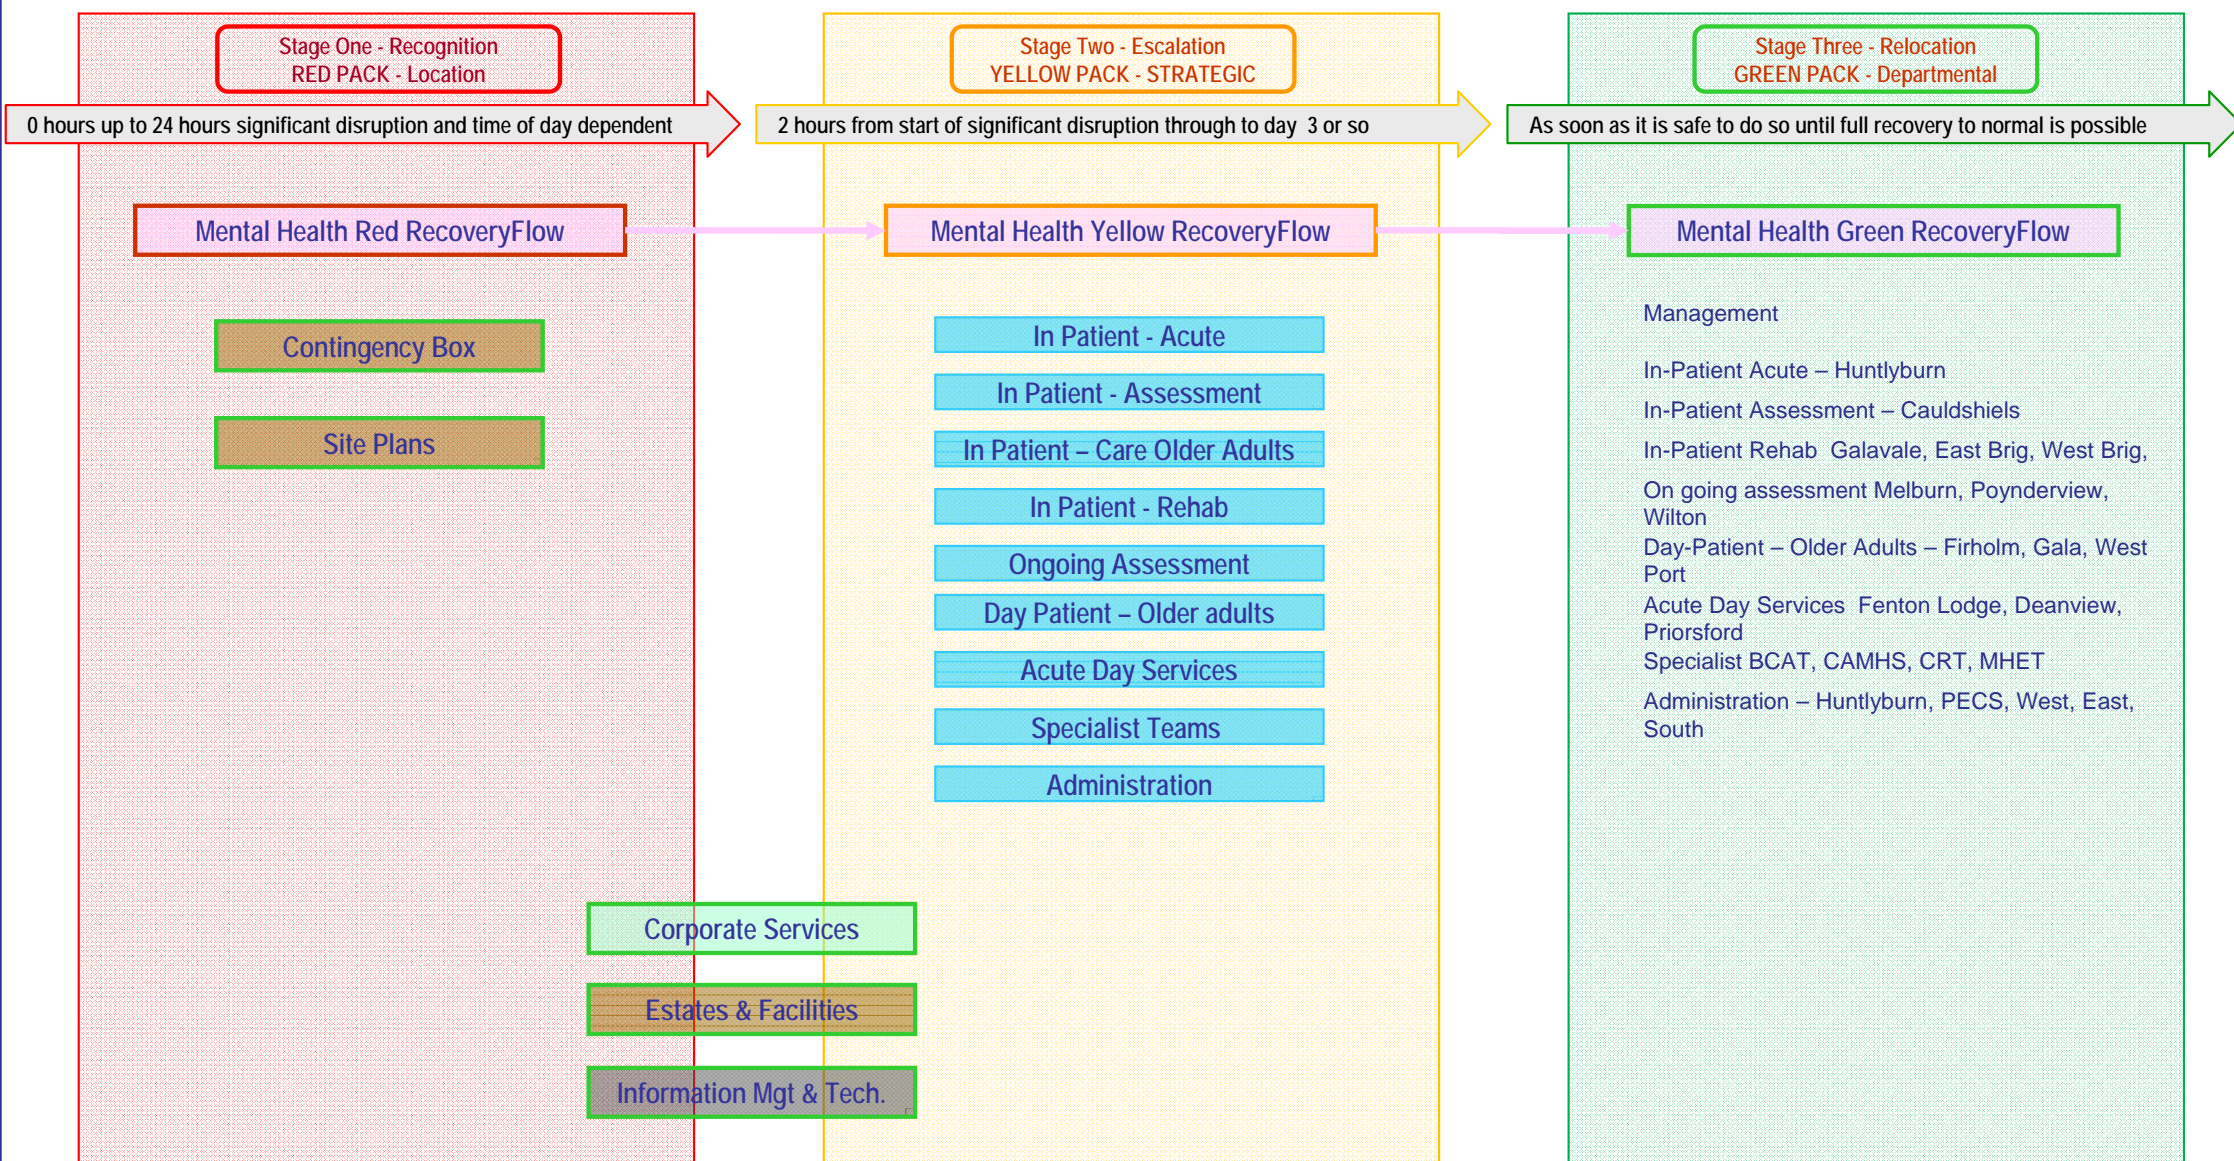 Stage One - Recognition
RED PACK - Location
0 hours up to 24 hours significant disruption and time of day dependent
Mental Health Red RecoveryFlow
Contingency Box
Site Plans
Stage Two - Escalation
YELLOW PACK - STRATEGIC
2 hours from start of significant disruption through to day  3 or so
Mental Health Yellow RecoveryFlow
In Patient - Acute
In Patient - Assessment
In Patient – Care Older Adults
In Patient - Rehab
Ongoing Assessment
Day Patient – Older adults
Acute Day Services
Specialist Teams
Administration
Corporate Services
Estates & Facilities
Information Mgt & Tech.
Stage Three - Relocation
GREEN PACK - Departmental
As soon as it is safe to do so until full recovery to normal is possible
Mental Health Green RecoveryFlow
Management
In-Patient Acute – Huntlyburn
In-Patient Assessment – Cauldshiels
In-Patient Rehab  Galavale, East Brig, West Brig,
On going assessment Melburn, Poynderview,
Wilton
Day-Patient – Older Adults – Firholm, Gala, West
Port
Acute Day Services  Fenton Lodge, Deanview,
Priorsford
Specialist BCAT, CAMHS, CRT, MHET
Administration – Huntlyburn, PECS, West, East,
South